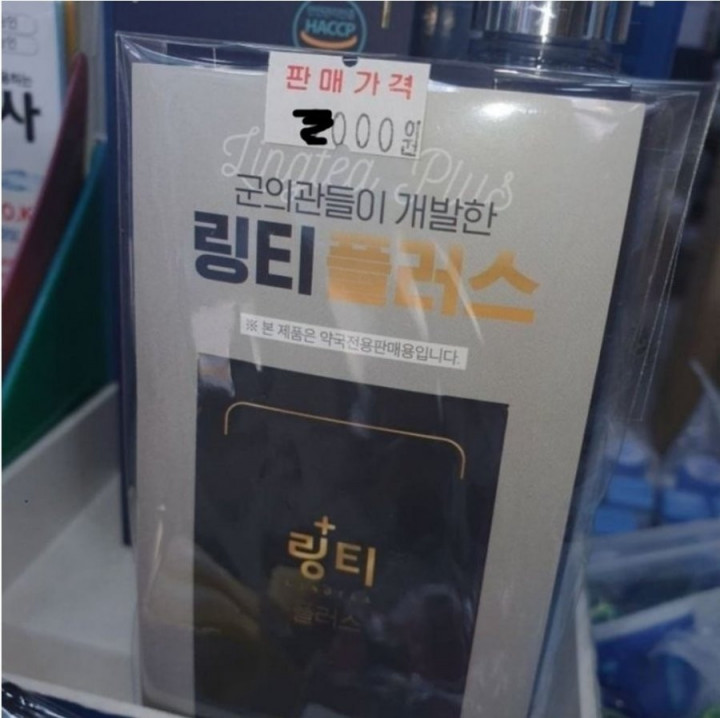 HACCP
판매가격
000원
Lingtea Plus
군의관들이 개발한
링티 플러스
※ 본 제품은 약국전용판매용입니다.
사
O.K
링티
플러스